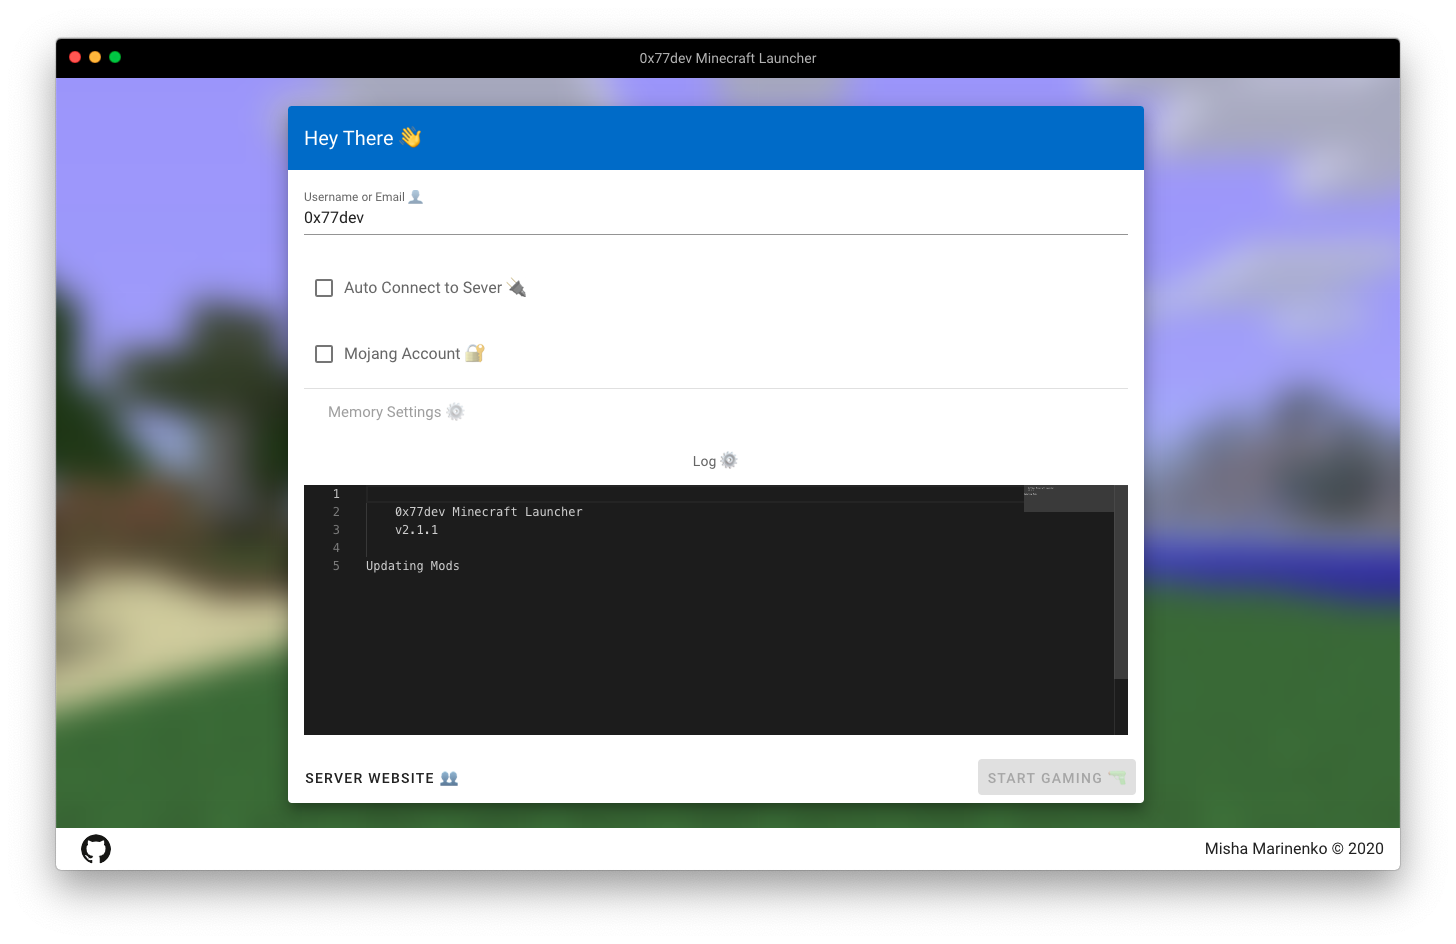 0x77dev Minecraft Launcher
Hey There 👋
Username or Email 👤
0x77dev
Auto Connect to Sever 🔌
Mojang Account 🔐
Memory Settings ⚙️
Log ⚙️
1
2 0x77dev Minecraft Launcher
3 v2.1.1
4
5 Updating Mods
SERVER WEBSITE 👥
START GAMING 🔫
Misha Marinenko © 2020